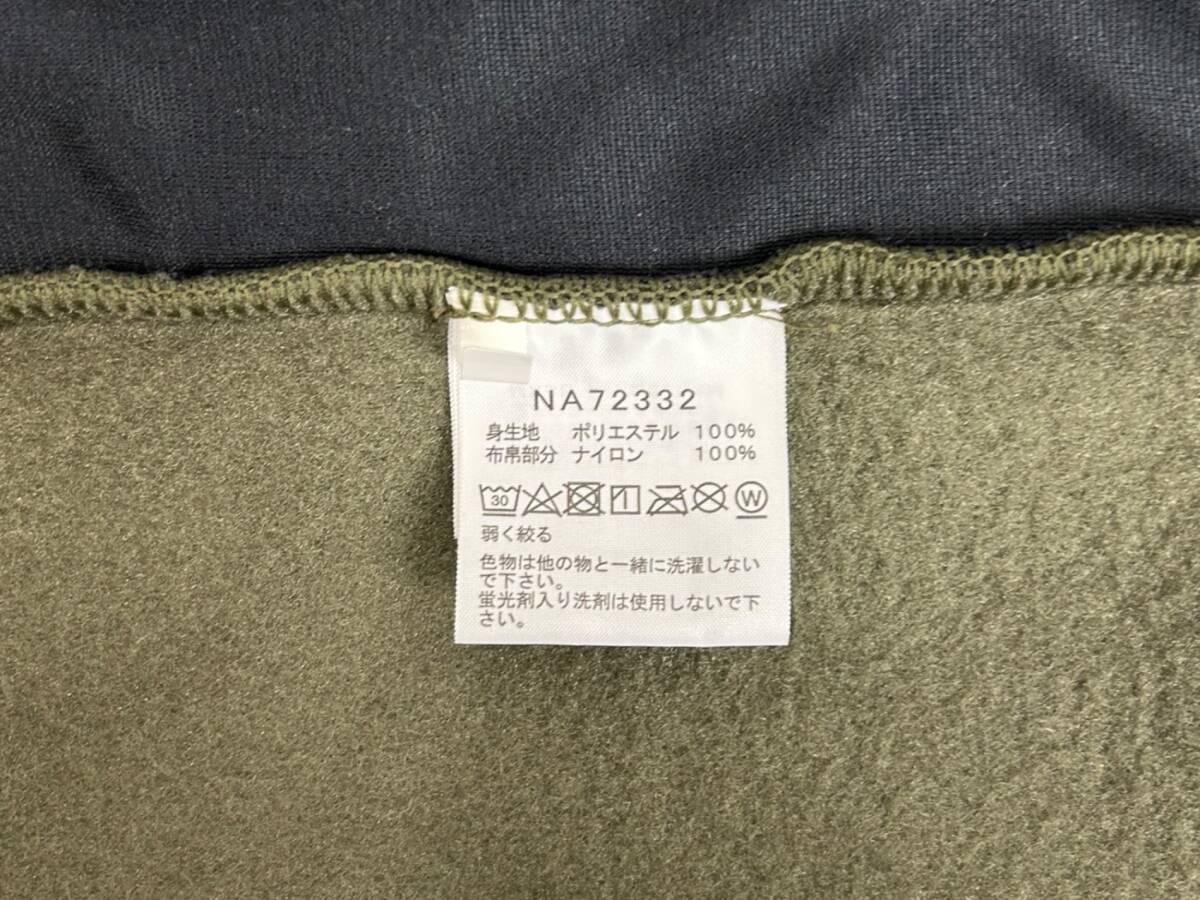 NA72332
身生地 ポリエステル 100%
布帛部分 ナイロン 100%
30 W
弱く絞る
色物は他の物と一緒に洗濯しない
で下さい。
蛍光剤入り洗剤は使用しないで下
さい。